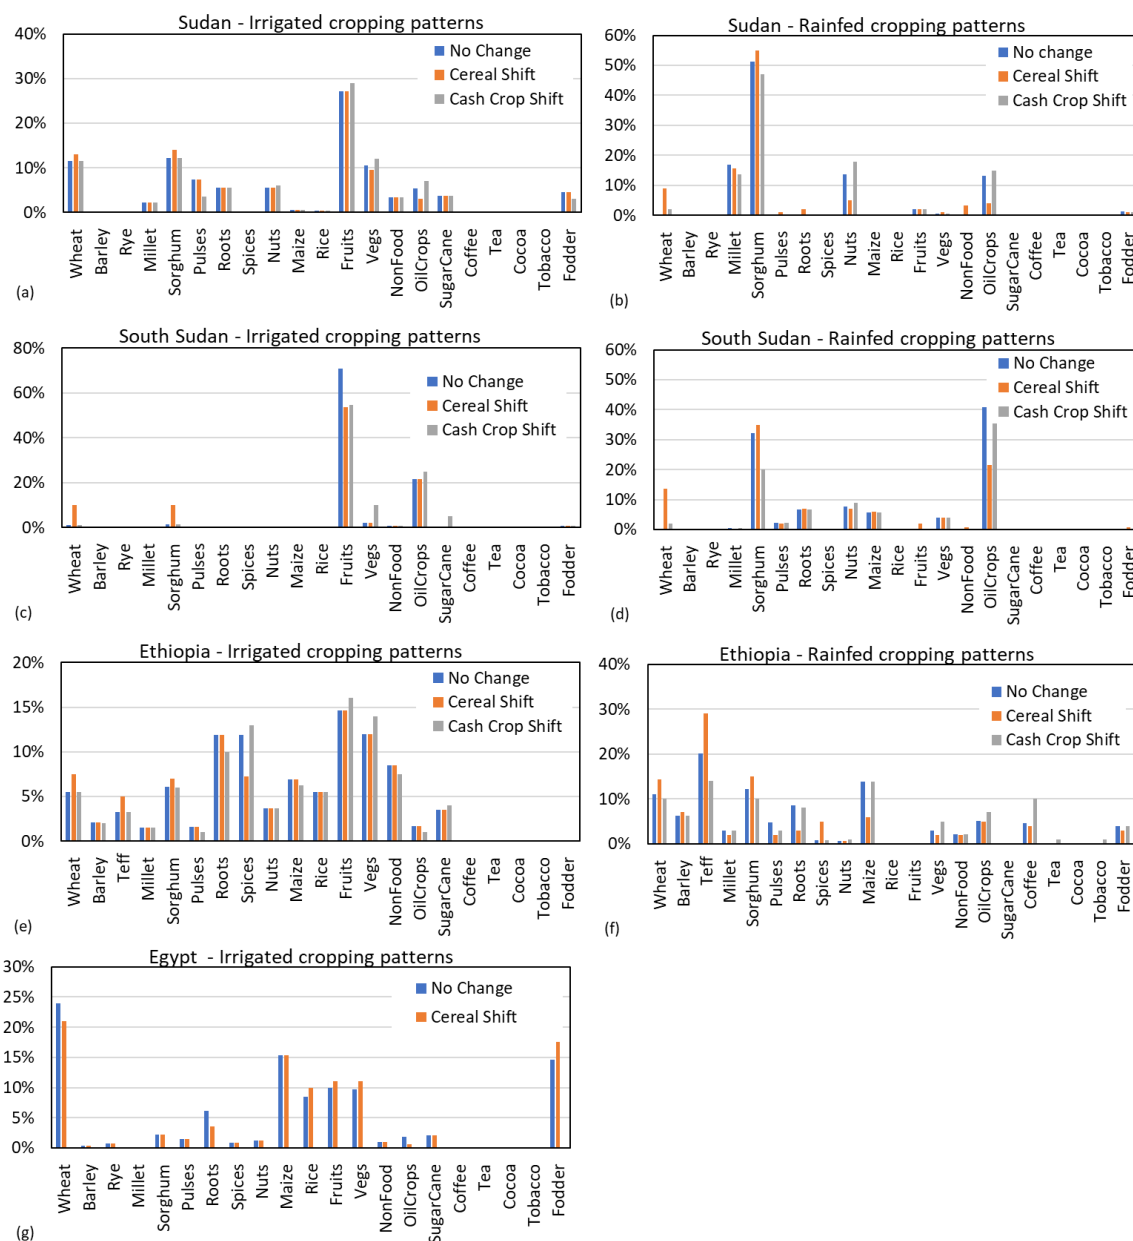 Sudan - Irrigated cropping patterns
40%
30%
20%
10%
0%
No Change
Cereal Shift
Cash Crop Shift
Wheat
Barley
Rye
Millet
Sorghum
Pulses
Roots
Spices
Nuts
Maize
Rice
Fruits
Vegs
NonFood
OilCrops
SugarCane
Coffee
Tea
Cocoa
Tobacco
Fodder
(a)
Sudan - Rainfed cropping patterns
60%
50%
40%
30%
20%
10%
0%
No change
Cereal Shift
Cash Crop Shift
Wheat
Barley
Rye
Millet
Sorghum
Pulses
Roots
Spices
Nuts
Maize
Rice
Fruits
Vegs
NonFood
OilCrops
SugarCane
Coffee
Tea
Cocoa
Tobacco
Fodder
(b)
South Sudan - Irrigated cropping patterns
80%
60%
40%
20%
0%
No Change
Cereal Shift
Cash Crop Shift
Wheat
Barley
Rye
Millet
Sorghum
Pulses
Roots
Spices
Nuts
Maize
Rice
Fruits
Vegs
NonFood
OilCrops
SugarCane
Coffee
Tea
Cocoa
Tobacco
Fodder
(c)
South Sudan - Rainfed cropping patterns
60%
50%
40%
30%
20%
10%
0%
No Change
Cereal Shift
Cash Crop Shift
Wheat
Barley
Rye
Millet
Sorghum
Pulses
Roots
Spices
Nuts
Maize
Rice
Fruits
Vegs
NonFood
OilCrops
SugarCane
Coffee
Tea
Cocoa
Tobacco
Fodder
(d)
Ethiopia - Irrigated cropping patterns
20%
15%
10%
5%
0%
No Change
Cereal Shift
Cash Crop Shift
Wheat
Barley
Teff
Millet
Sorghum
Pulses
Roots
Spices
Nuts
Maize
Rice
Fruits
Vegs
NonFood
OilCrops
SugarCane
Coffee
Tea
Cocoa
Tobacco
Fodder
(e)
Ethiopia - Rainfed cropping patterns
40%
30%
20%
10%
0%
No Change
Cereal Shift
Cash Crop Shift
Wheat
Barley
Teff
Millet
Sorghum
Pulses
Roots
Spices
Nuts
Maize
Rice
Fruits
Vegs
NonFood
OilCrops
SugarCane
Coffee
Tea
Cocoa
Tobacco
Fodder
(f)
Egypt - Irrigated cropping patterns
30%
25%
20%
15%
10%
5%
0%
No Change
Cereal Shift
Wheat
Barley
Rye
Millet
Sorghum
Pulses
Roots
Spices
Nuts
Maize
Rice
Fruits
Vegs
NonFood
OilCrops
SugarCane
Coffee
Tea
Cocoa
Tobacco
Fodder
(g)